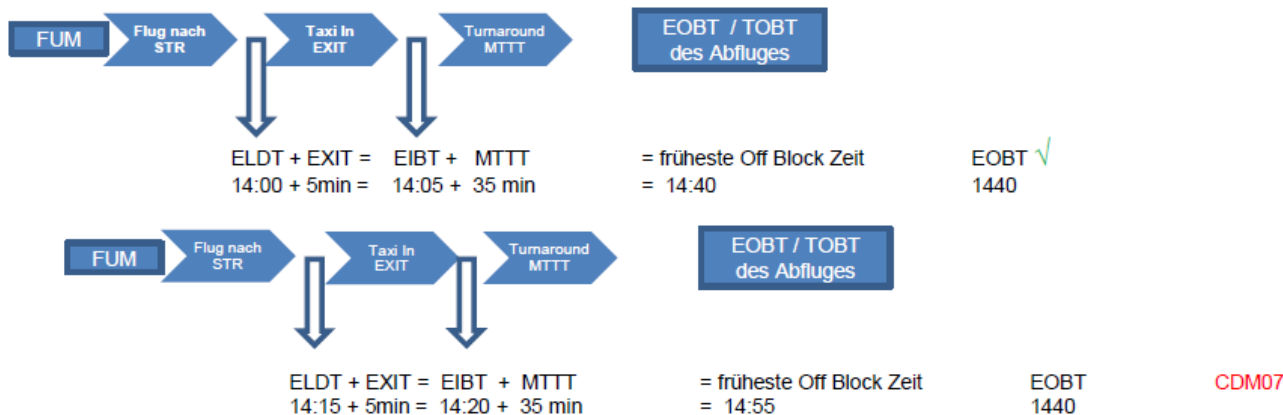 FUM
Flug nach
STR
Taxi In
EXIT
Turnaround
MTTT
EOBT / TOBT
des Abfluges
ELDT + EXIT = EIBT + MTTT = früheste Off Block Zeit EOBT √
14:00 + 5min = 14:05 + 35 min = 14:40 1440
FUM
Flug nach
STR
Taxi In
EXIT
Turnaround
MTTT
EOBT / TOBT
des Abfluges
ELDT + EXIT = EIBT + MTTT = früheste Off Block Zeit EOBT CDM07
14:15 + 5min = 14:20 + 35 min = 14:55 1440